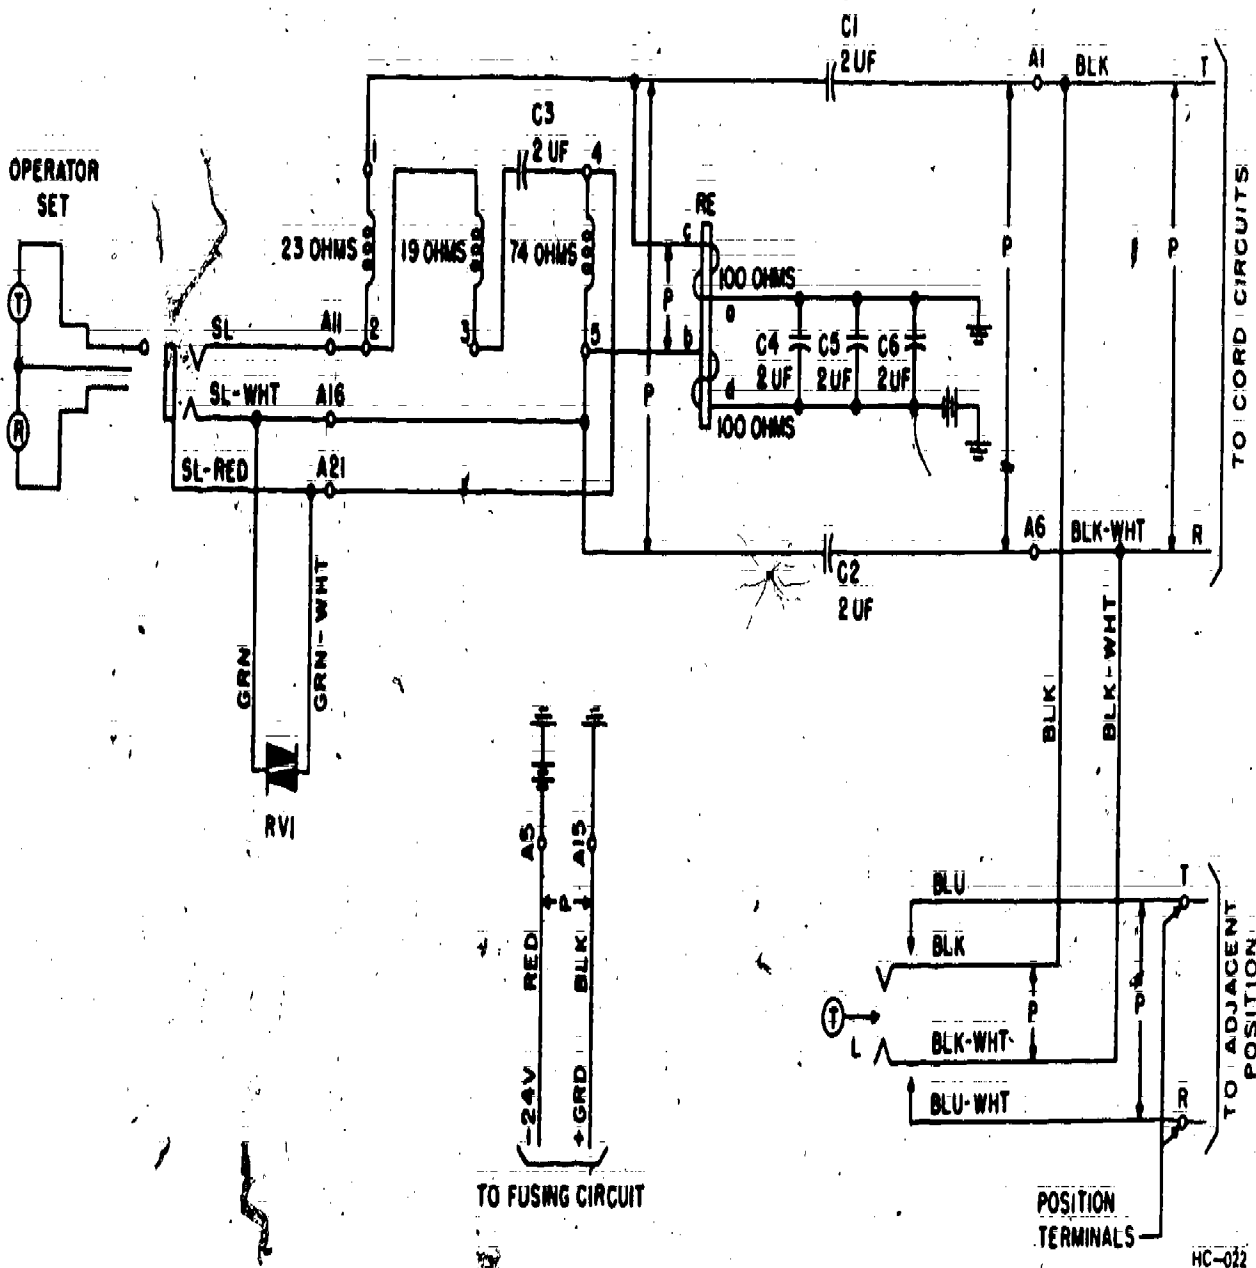 C1
2 UF
A1
BLK
T
C3
2 UF
1
4
OPERATOR
SET
RE
c
23 OHMS
19 OHMS
74 OHMS
P
P
P
100 OHMS
T
P
SL
A11
2
3
5
b
C4
C5
C6
2 UF
2 UF
2 UF
SL-WHT
A16
P
d
R
100 OHMS
SL-RED
A21
TO CORD CIRCUITS
A6
BLK-WHT
R
C2
2 UF
GRN
GRN-WHT
BLK
BLK-WHT
RV1
A5
A15
P
RED
BLK
-24V
+GRD
TO FUSING CIRCUIT
BLU
T
BLK
T
L
P
P
BLK-WHT
BLU-WHT
R
TO ADJACENT
POSITION
POSITION
TERMINALS
HC-022